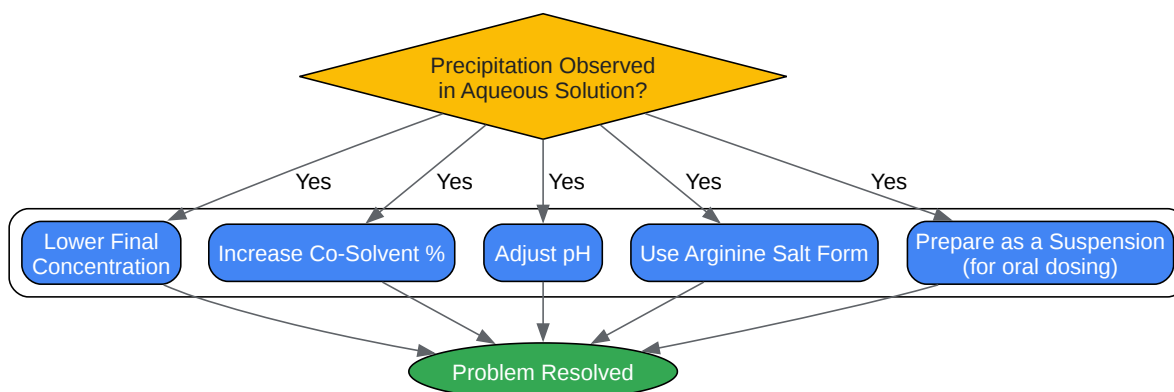 Precipitation Observed
in Aqueous Solution?
Yes
Yes
Yes
Yes
Yes
Lower Final
Concentration
Increase Co-Solvent %
Adjust pH
Use Arginine Salt Form
Prepare as a Suspension
(for oral dosing)
Problem Resolved